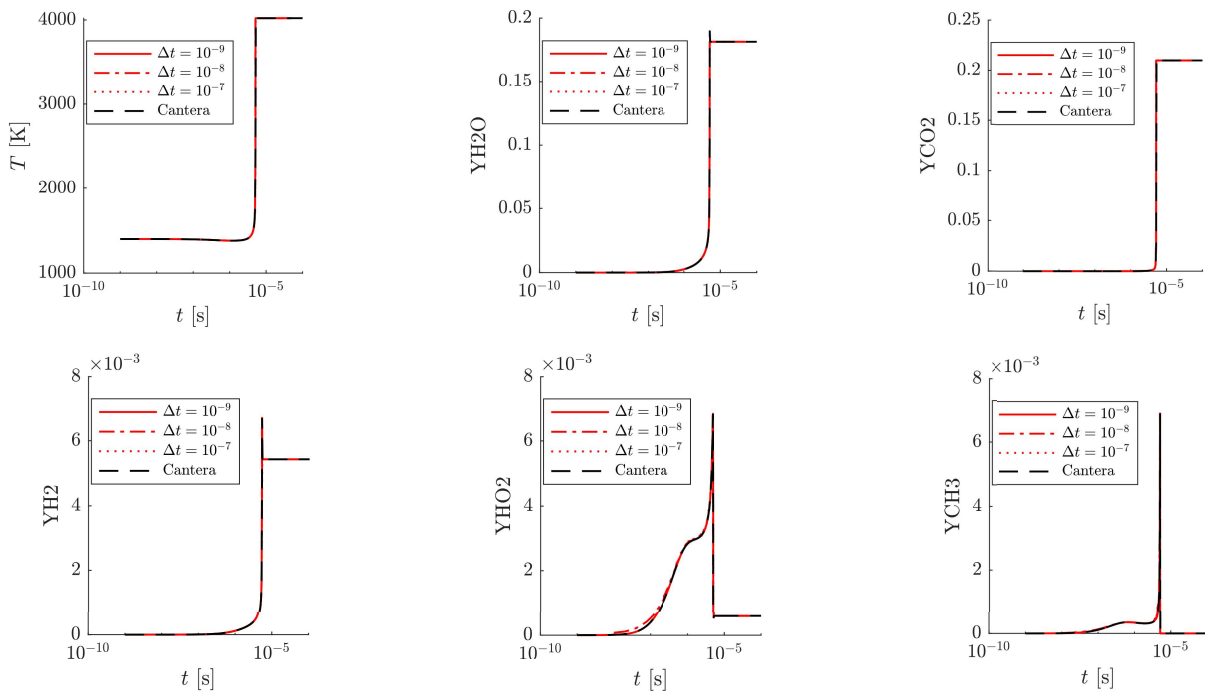 4000
3000
2000
1000
T [K]
10⁻¹⁰
10⁻⁵
t [s]
Δt = 10⁻⁹
Δt = 10⁻⁸
Δt = 10⁻⁷
Cantera
0.2
0.15
0.1
0.05
0
YH2O
10⁻¹⁰
10⁻⁵
t [s]
Δt = 10⁻⁹
Δt = 10⁻⁸
Δt = 10⁻⁷
Cantera
0.25
0.2
0.15
0.1
0.05
0
YCO2
10⁻¹⁰
10⁻⁵
t [s]
Δt = 10⁻⁹
Δt = 10⁻⁸
Δt = 10⁻⁷
Cantera
×10⁻³
8
6
4
2
0
YH2
10⁻¹⁰
10⁻⁵
t [s]
Δt = 10⁻⁹
Δt = 10⁻⁸
Δt = 10⁻⁷
Cantera
×10⁻³
8
6
4
2
0
YHO2
10⁻¹⁰
10⁻⁵
t [s]
Δt = 10⁻⁹
Δt = 10⁻⁸
Δt = 10⁻⁷
Cantera
×10⁻³
8
6
4
2
0
YCH3
10⁻¹⁰
10⁻⁵
t [s]
Δt = 10⁻⁹
Δt = 10⁻⁸
Δt = 10⁻⁷
Cantera